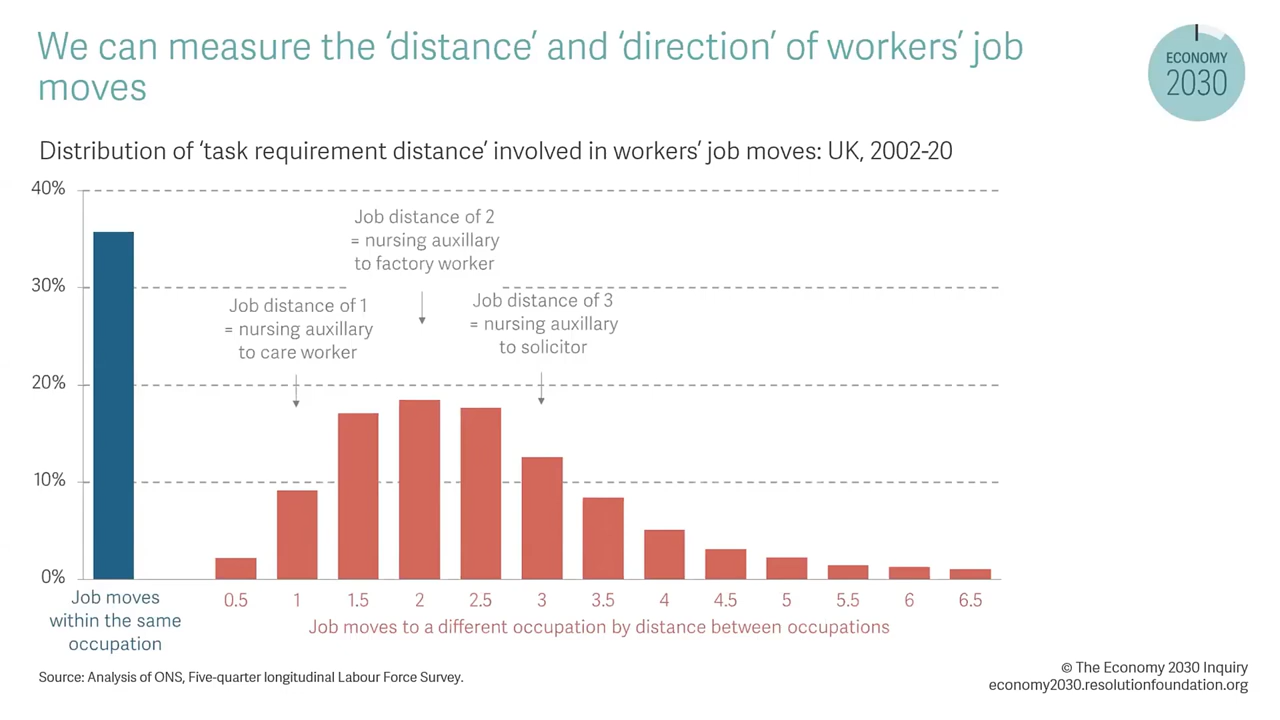 We can measure the ‘distance’ and ‘direction’ of workers’ job
moves
ECONOMY
2030
Distribution of ‘task requirement distance’ involved in workers’ job moves: UK, 2002-20
40%
30%
20%
10%
0%
Job distance of 2
= nursing auxillary
to factory worker
Job distance of 1
= nursing auxillary
to care worker
Job distance of 3
= nursing auxillary
to solicitor
Job moves
within the same
occupation
0.5 1 1.5 2 2.5 3 3.5 4 4.5 5 5.5 6 6.5
Job moves to a different occupation by distance between occupations
Source: Analysis of ONS, Five-quarter longitudinal Labour Force Survey.
© The Economy 2030 Inquiry
economy2030.resolutionfoundation.org